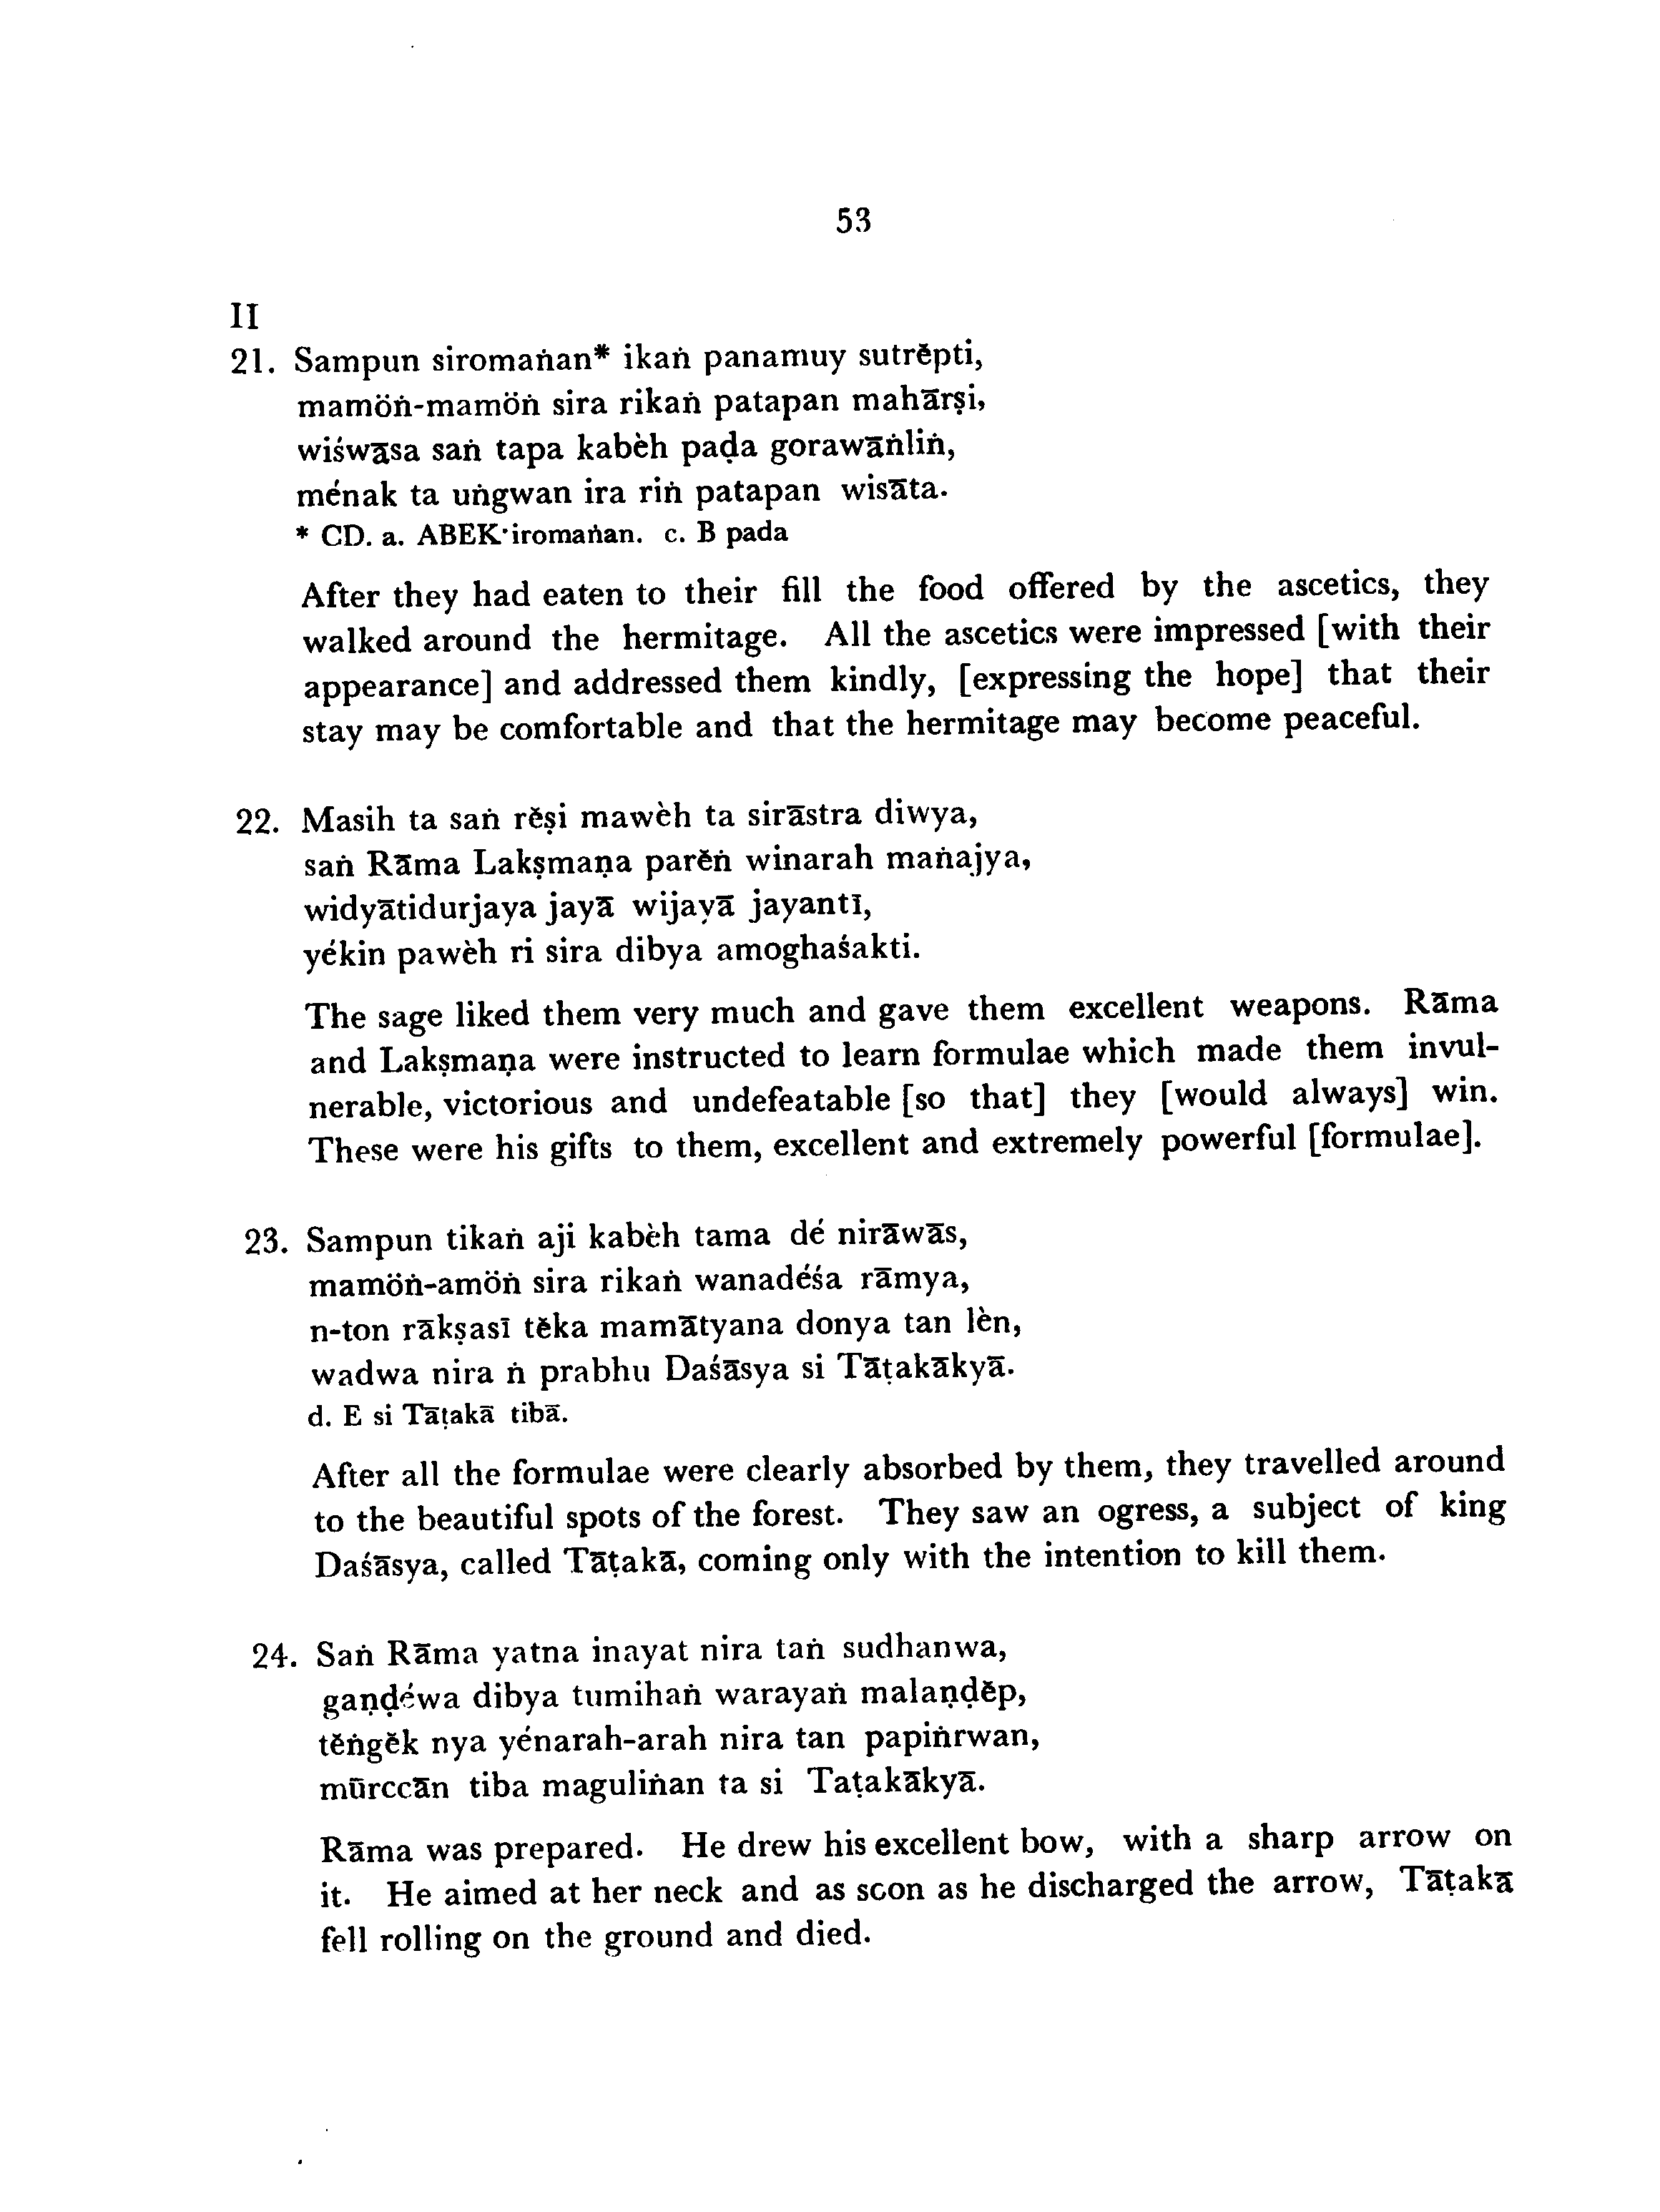 53
II
21. Sampun siromaṅan* ikaṅ panamuy sutrĕpti,
mamöṅ-mamöṅ sira rikaṅ patapan mahārṣi,
wiśwāsa saṅ tapa kabèh paḍa gorawāṅliṅ,
ménak ta uṅgwan ira riṅ patapan wisāta.
* CD. a. ABEK·iromaṅan. c. B pada
After they had eaten to their fill the food offered by the ascetics, they
walked around the hermitage. All the ascetics were impressed [with their
appearance] and addressed them kindly, [expressing the hope] that their
stay may be comfortable and that the hermitage may become peaceful.
22. Masih ta saṅ rĕṣi mawèh ta sirāstra diwya,
saṅ Rāma Lakṣmaṇa parĕṅ winarah maṅajya,
widyātidurjaya jayā wijayā jayantī,
yékin pawèh ri sira dibya amoghaśakti.
The sage liked them very much and gave them excellent weapons. Rāma
and Lakṣmaṇa were instructed to learn formulae which made them invul-
nerable, victorious and undefeatable [so that] they [would always] win.
These were his gifts to them, excellent and extremely powerful [formulae].
23. Sampun tikaṅ aji kabèh tama dé nirāwās,
mamöṅ-amöṅ sira rikaṅ wanadéśa rāmya,
n-ton rākṣasī tĕka mamātyana donya tan lèn,
wadwa nira ṅ prabhu Daśāsya si Tāṭakākyā.
d. E si Tāṭakā tibā.
After all the formulae were clearly absorbed by them, they travelled around
to the beautiful spots of the forest. They saw an ogress, a subject of king
Daśāsya, called Tāṭakā, coming only with the intention to kill them.
24. Saṅ Rāma yatna inayat nira taṅ sudhanwa,
gaṇḍéwa dibya tumihaṅ warayaṅ malaṇḍĕp,
tĕṅgĕk nya yénarah-arah nira tan papiṅrwan,
mūrccān tiba maguliṅan ta si Taṭakākyā.
Rāma was prepared. He drew his excellent bow, with a sharp arrow on
it. He aimed at her neck and as scon as he discharged the arrow, Tāṭakā
fell rolling on the ground and died.